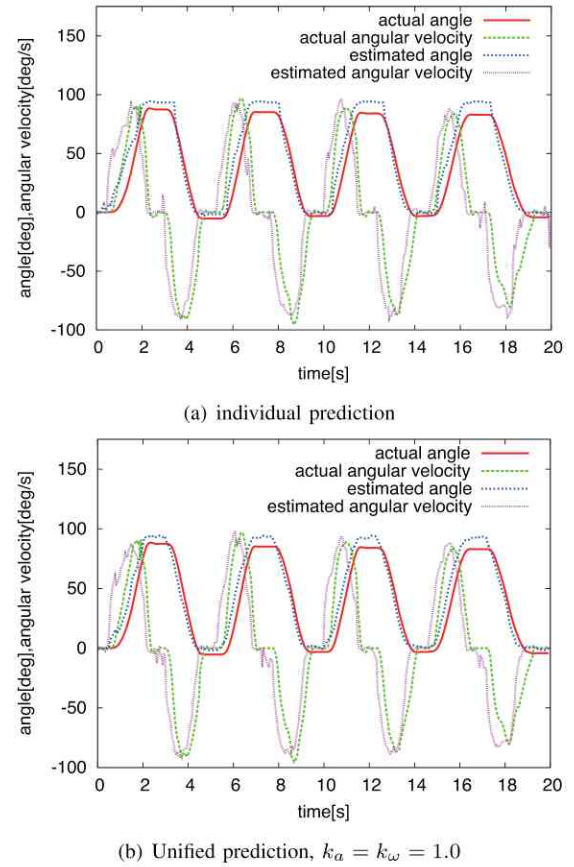 150
100
50
0
-50
-100
angle[deg],angular velocity[deg/s]
actual angle
actual angular velocity
estimated angle
estimated angular velocity
0 2 4 6 8 10 12 14 16 18 20
time[s]
(a) individual prediction
150
100
50
0
-50
-100
angle[deg],angular velocity[deg/s]
actual angle
actual angular velocity
estimated angle
estimated angular velocity
0 2 4 6 8 10 12 14 16 18 20
time[s]
(b) Unified prediction, kₐ = k_ω = 1.0